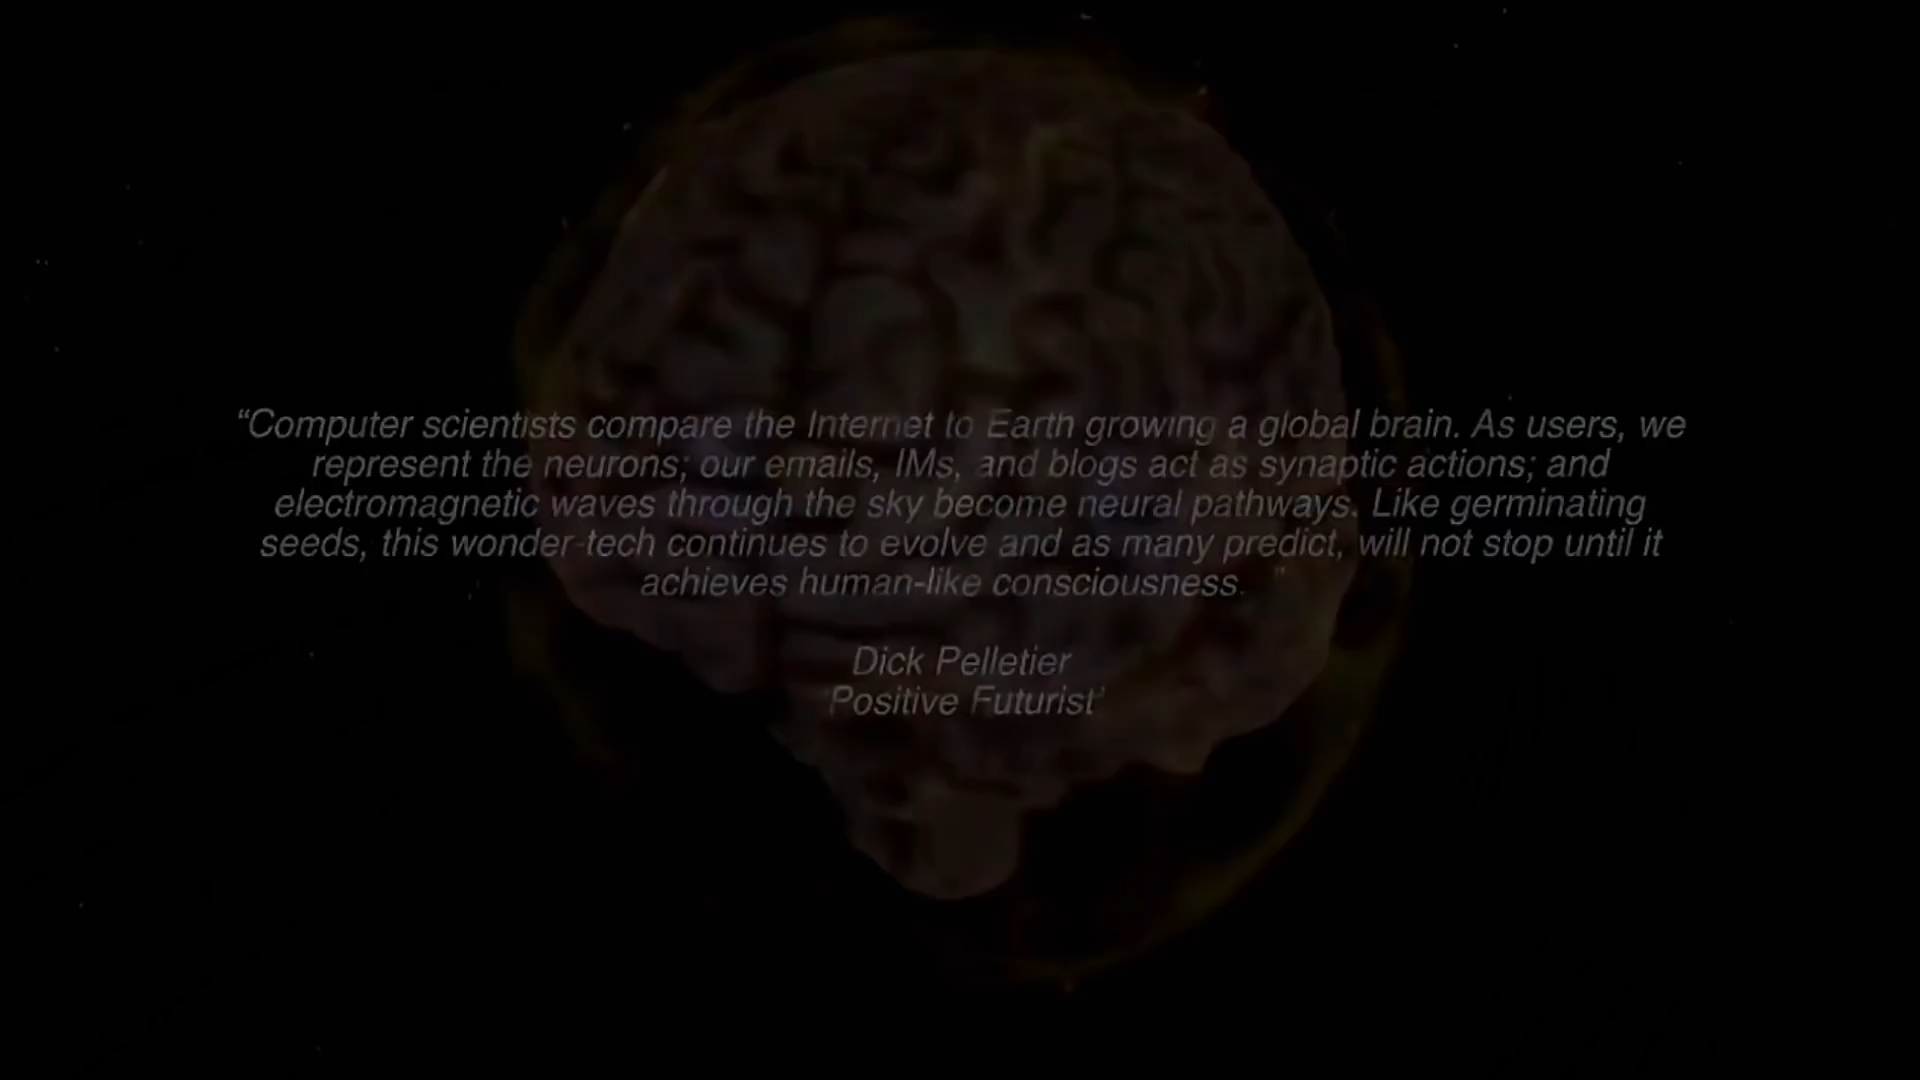 “Computer scientists compare the Internet to Earth growing a global brain. As users, we
represent the neurons; our emails, IMs, and blogs act as synaptic actions; and
electromagnetic waves through the sky become neural pathways. Like germinating
seeds, this wonder-tech continues to evolve and as many predict, will not stop until it
achieves human-like consciousness. ”
Dick Pelletier
'Positive Futurist'